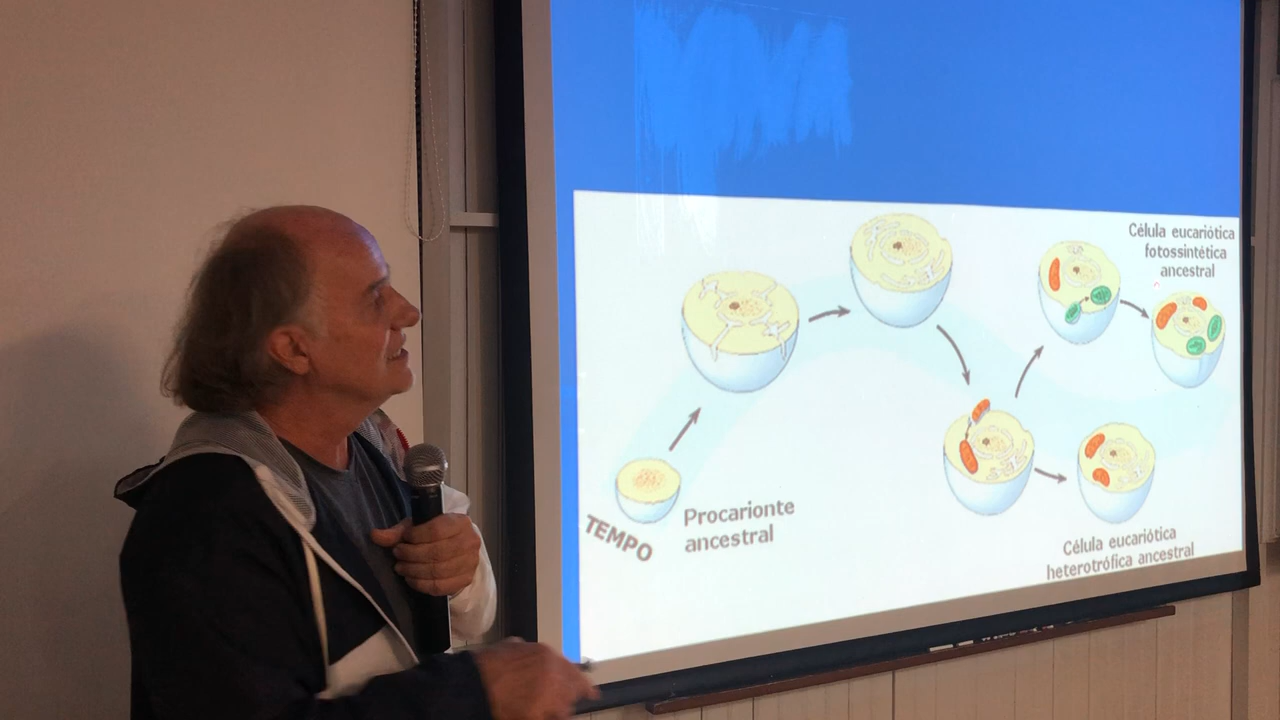 Célula eucariótica
fotossintética
ancestral
Procarionte
ancestral
TEMPO
Célula eucariótica
heterotrófica ancestral